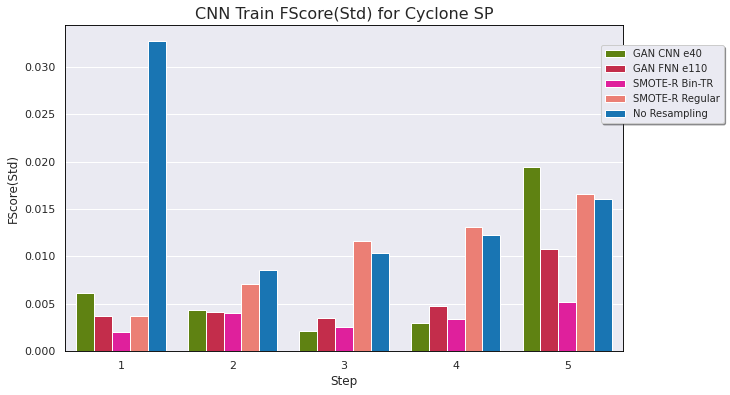 CNN Train FScore(Std) for Cyclone SP
GAN CNN e40
GAN FNN e110
SMOTE-R Bin-TR
SMOTE-R Regular
No Resampling
FScore(Std)
0.030
0.025
0.020
0.015
0.010
0.005
0.000
1 2 3 4 5
Step